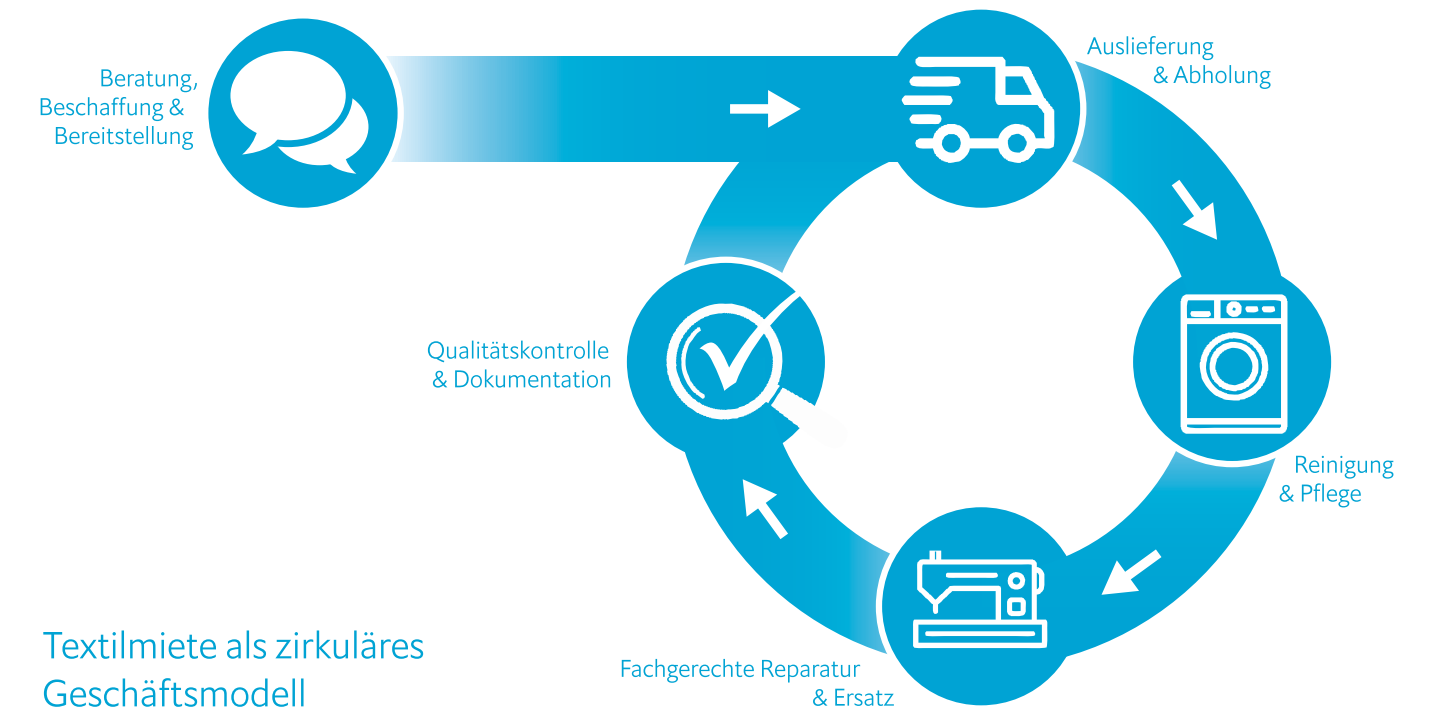 Beratung,
Beschaffung &
Bereitstellung
Auslieferung
& Abholung
Reinigung
& Pflege
Fachgerechte Reparatur
& Ersatz
Qualitätskontrolle
& Dokumentation
Textilmiete als zirkuläres
Geschäftsmodell